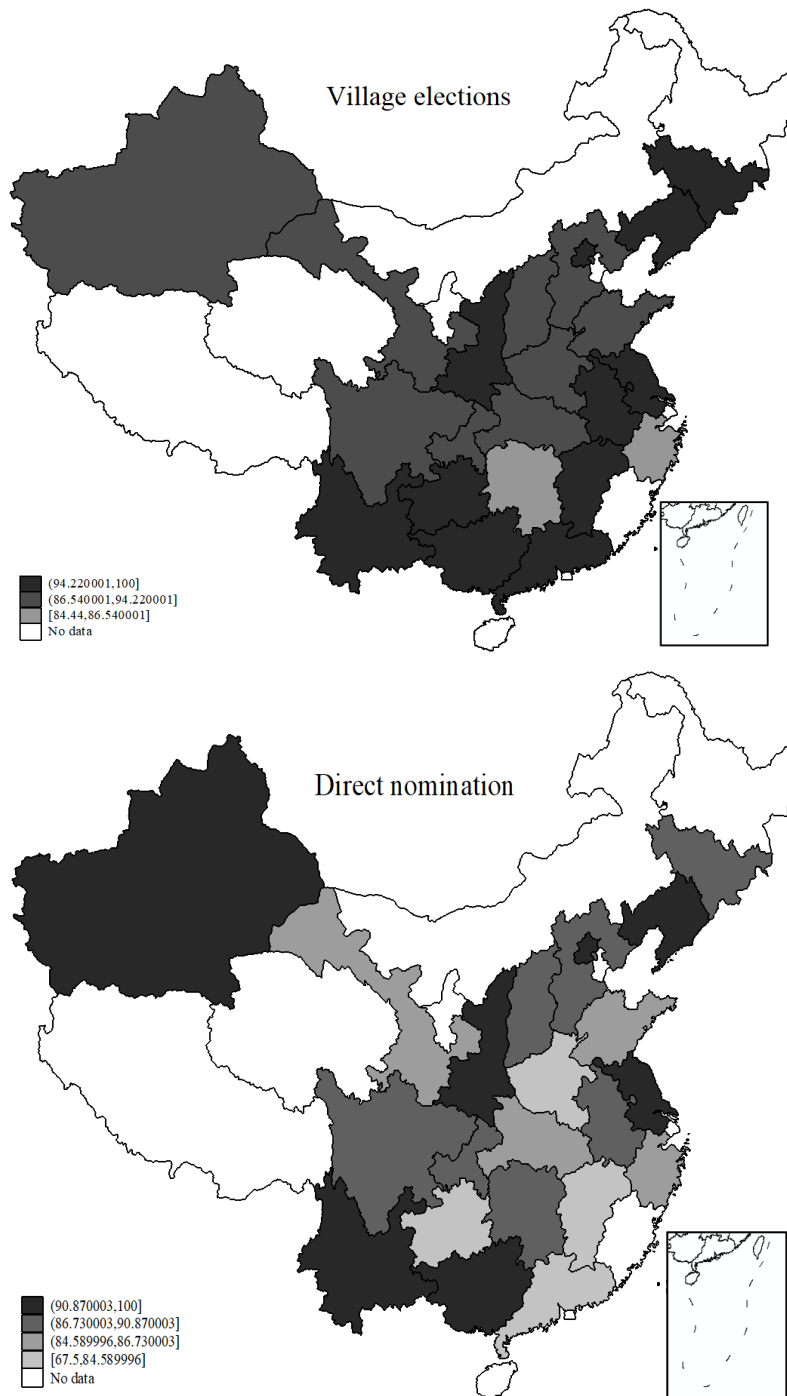 Village elections
(94.220001,100]
(86.540001,94.220001]
[84.44,86.540001]
No data
Direct nomination
(90.870003,100]
(86.730003,90.870003]
(84.589996,86.730003]
[67.5,84.589996]
No data